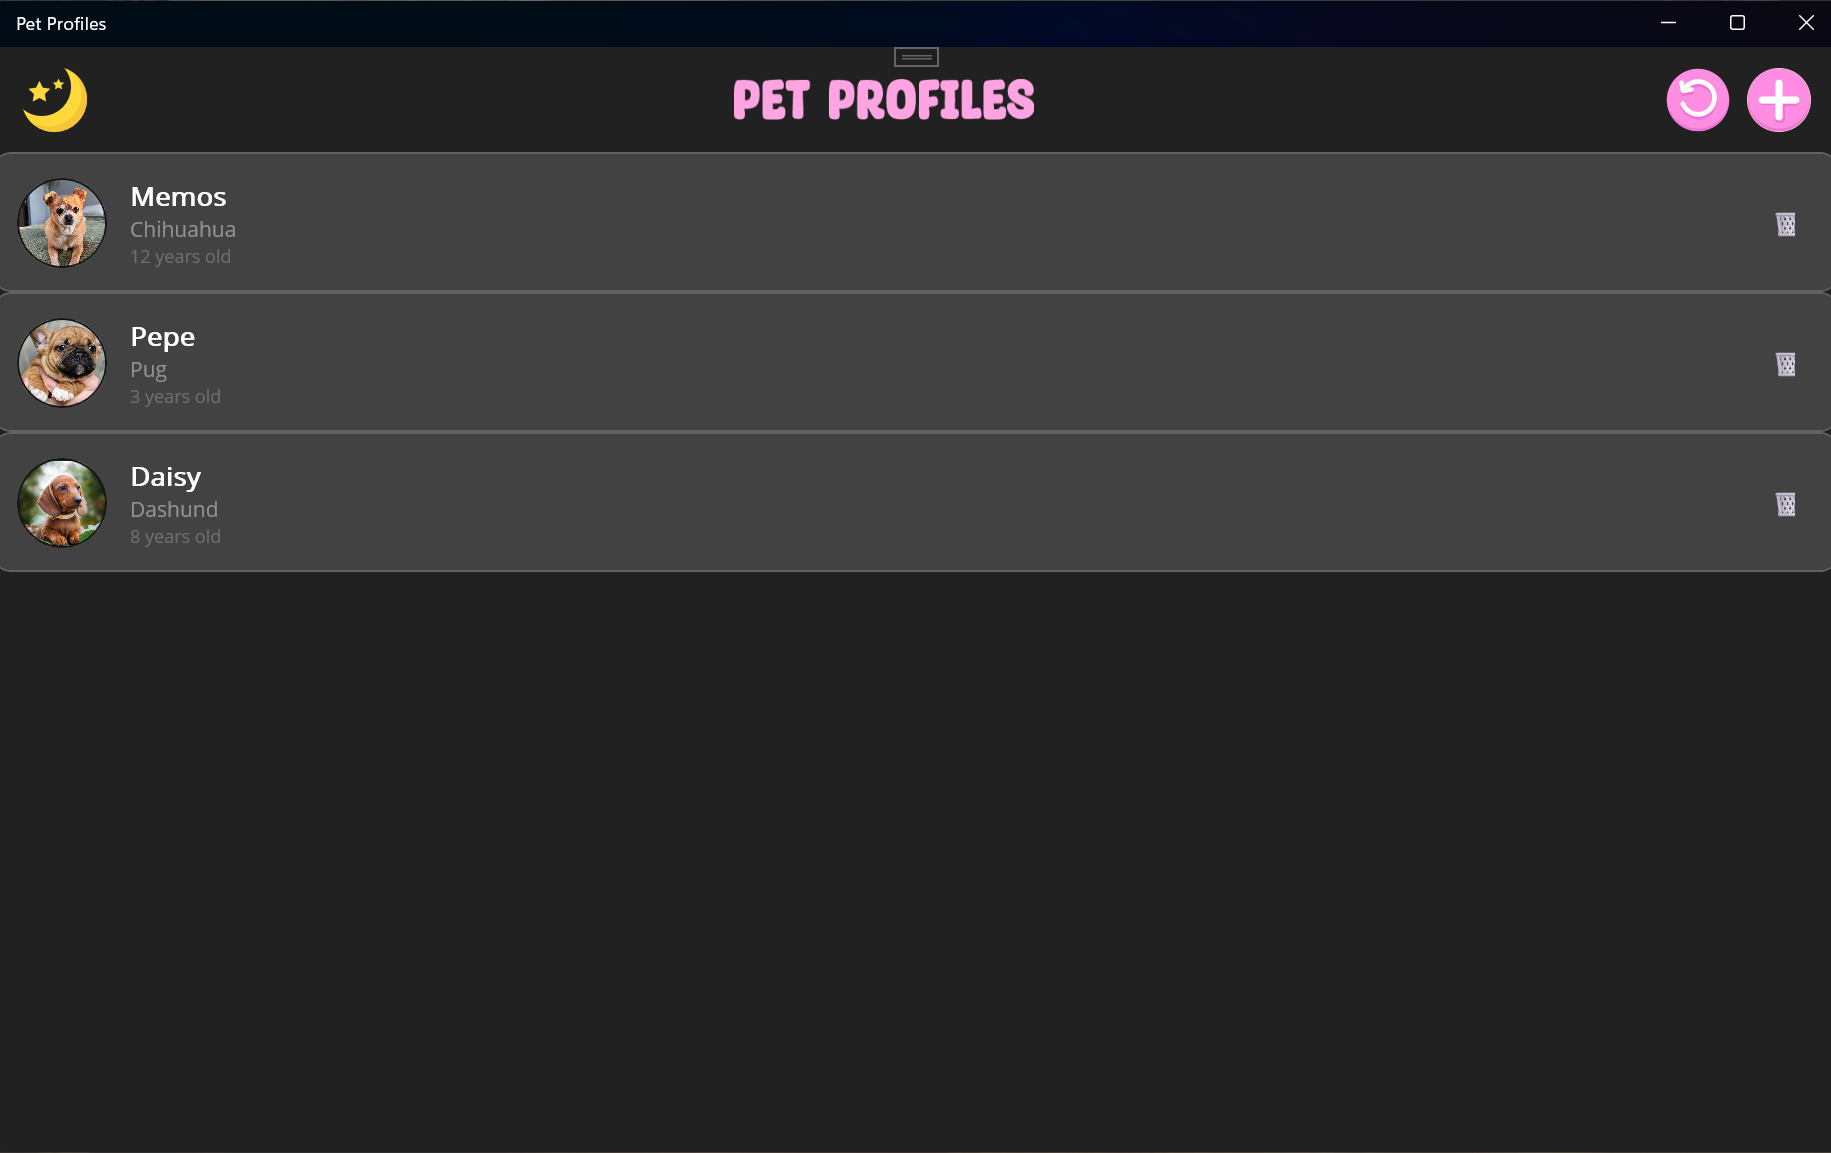 Pet Profiles
PET PROFILES
Memos
Chihuahua
12 years old
Pepe
Pug
3 years old
Daisy
Dashund
8 years old